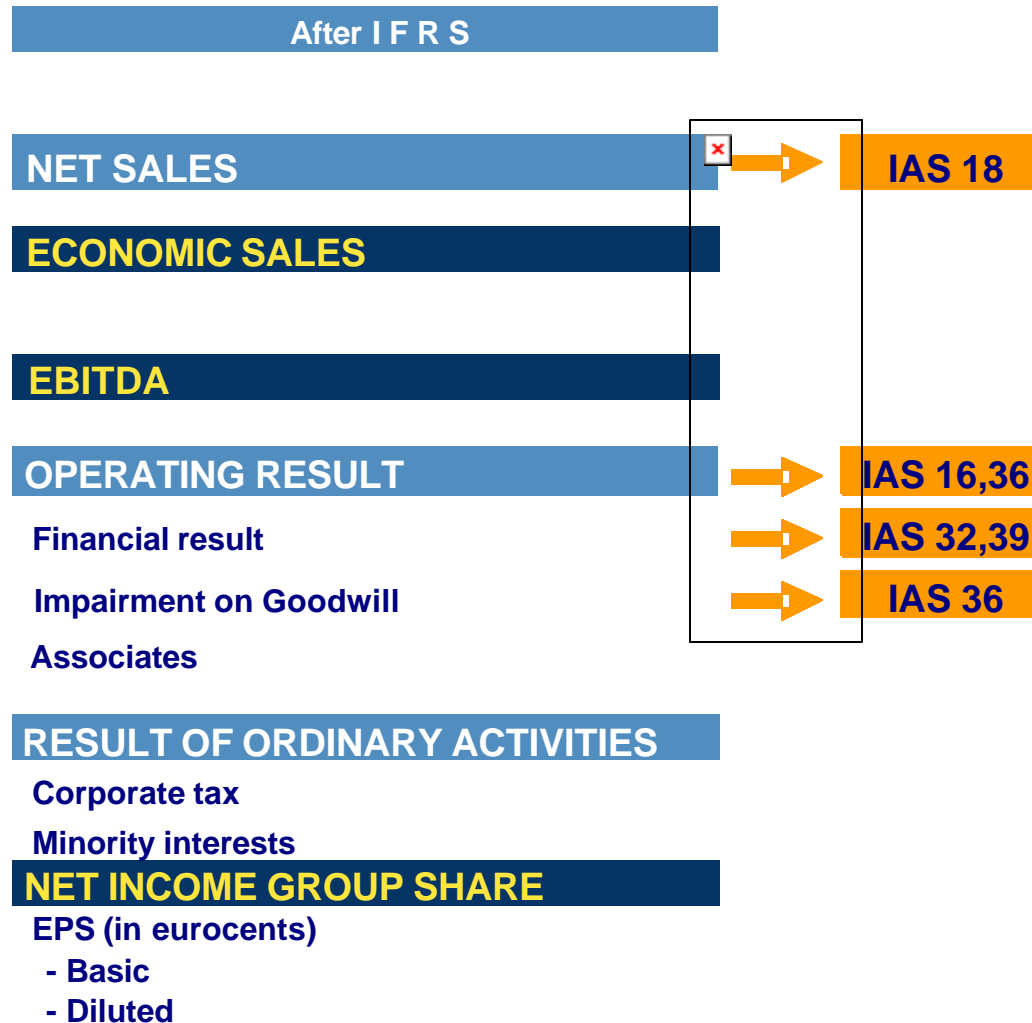 After I F R S
NET SALES IAS 18
ECONOMIC SALES
EBITDA
OPERATING RESULT IAS 16,36
Financial result IAS 32,39
Impairment on Goodwill IAS 36
Associates
RESULT OF ORDINARY ACTIVITIES
Corporate tax
Minority interests
NET INCOME GROUP SHARE
EPS (in eurocents)
- Basic
- Diluted